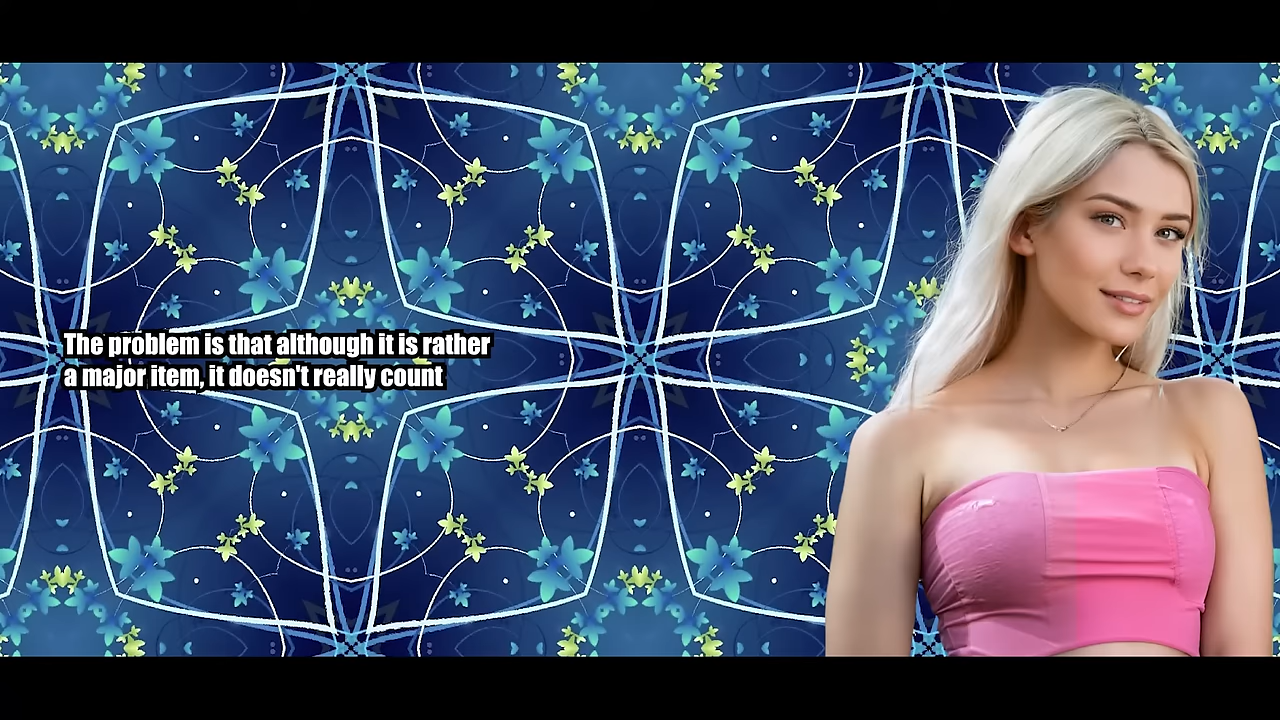 The problem is that although it is rather
a major item, it doesn't really count